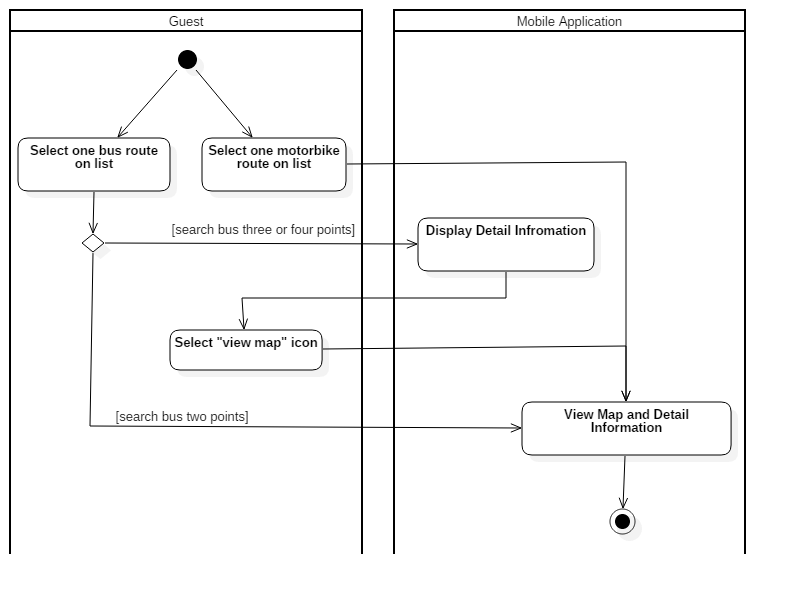 Guest
Mobile Application
Select one bus route
on list
Select one motorbike
route on list
[search bus three or four points]
Display Detail Infromation
Select "view map" icon
[search bus two points]
View Map and Detail
Information